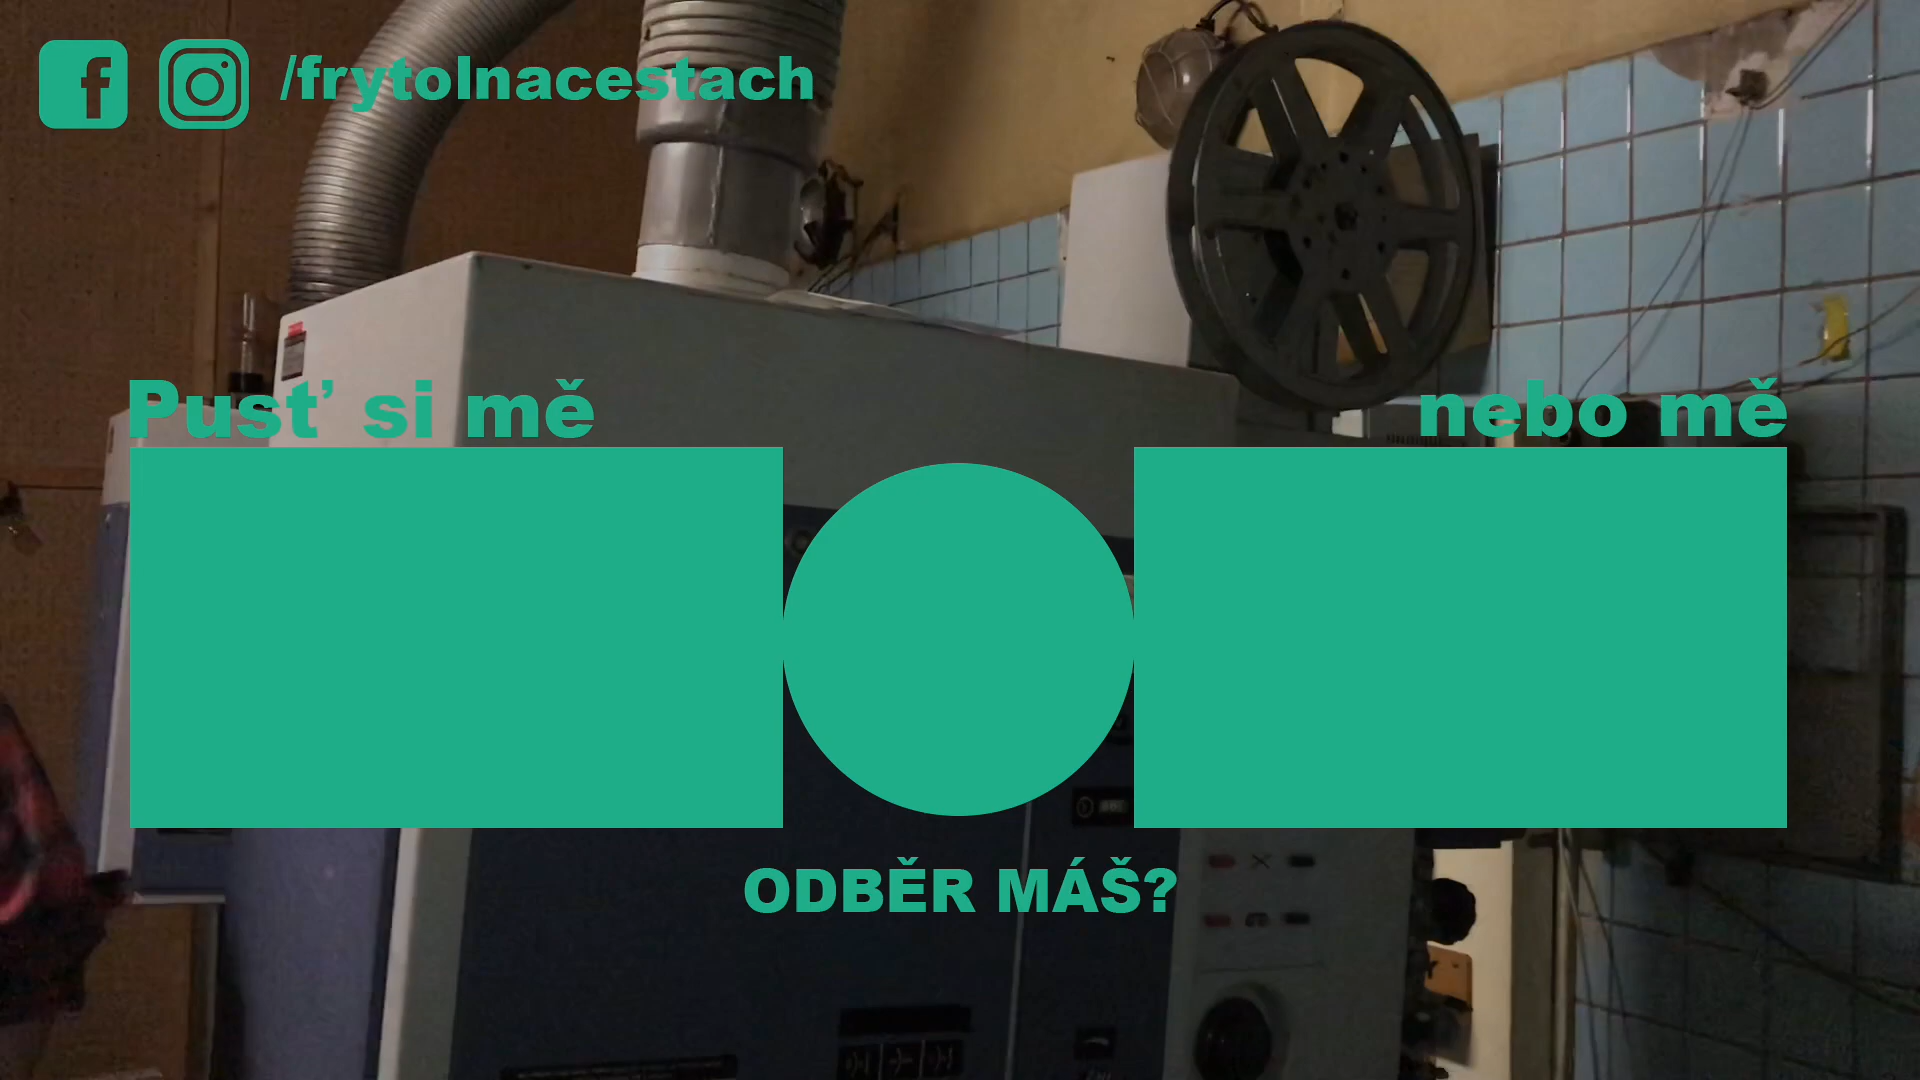 /frytolnacestach
Pusť si mě
nebo mě
ODBĚR MÁŠ?